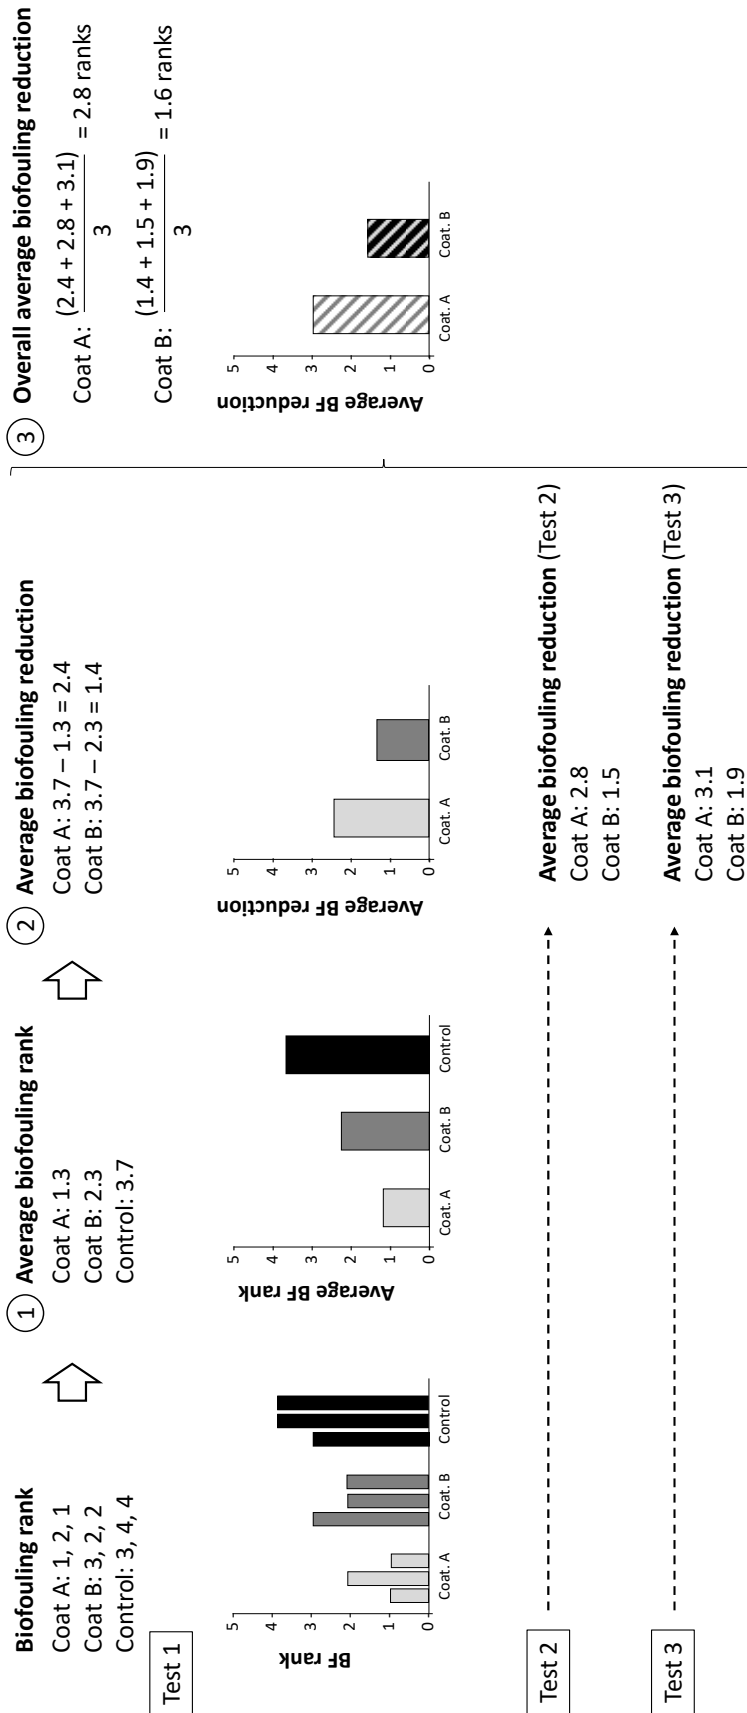 Biofouling rank
Coat A: 1, 2, 1
Coat B: 3, 2, 2
Control: 3, 4, 4
Test 1
BF rank
5
4
3
2
1
0
Coat. A
Coat. B
Control
1
Average biofouling rank
Coat A: 1.3
Coat B: 2.3
Control: 3.7
Average BF rank
5
4
3
2
1
0
Coat. A
Coat. B
Control
2
Average biofouling reduction
Coat A: 3.7 – 1.3 = 2.4
Coat B: 3.7 – 2.3 = 1.4
Average BF reduction
5
4
3
2
1
0
Coat. A
Coat. B
Test 2
Average biofouling reduction (Test 2)
Coat A: 2.8
Coat B: 1.5
Test 3
Average biofouling reduction (Test 3)
Coat A: 3.1
Coat B: 1.9
3
Overall average biofouling reduction
Coat A: (2.4 + 2.8 + 3.1)
3
= 2.8 ranks
Coat B: (1.4 + 1.5 + 1.9)
3
= 1.6 ranks
Average BF reduction
5
4
3
2
1
0
Coat. A
Coat. B